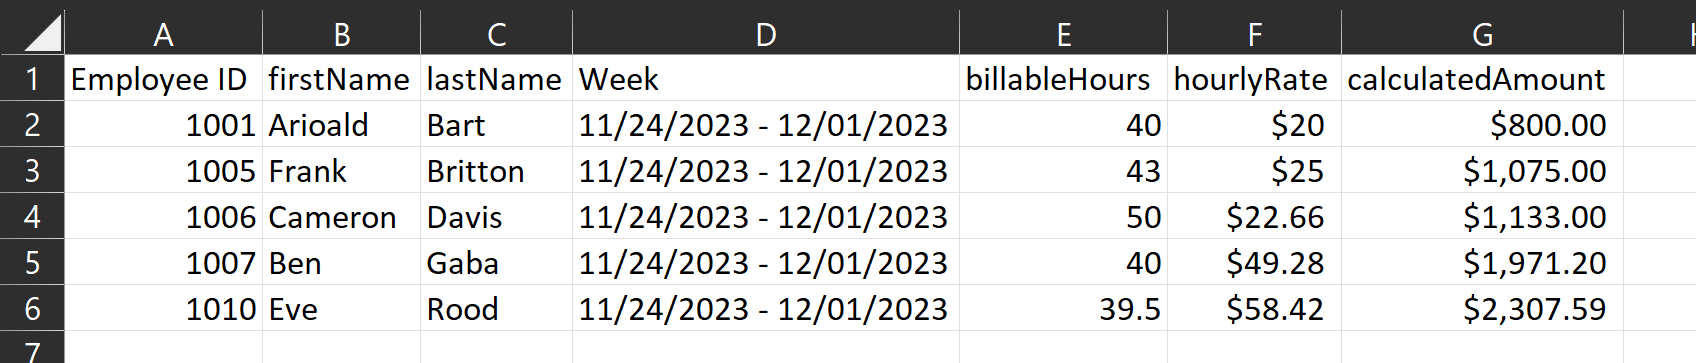 A B C D E F G
1 Employee ID firstName lastName Week billableHours hourlyRate calculatedAmount
2 1001 Arioald Bart 11/24/2023 - 12/01/2023 40 $20 $800.00
3 1005 Frank Britton 11/24/2023 - 12/01/2023 43 $25 $1,075.00
4 1006 Cameron Davis 11/24/2023 - 12/01/2023 50 $22.66 $1,133.00
5 1007 Ben Gaba 11/24/2023 - 12/01/2023 40 $49.28 $1,971.20
6 1010 Eve Rood 11/24/2023 - 12/01/2023 39.5 $58.42 $2,307.59
7